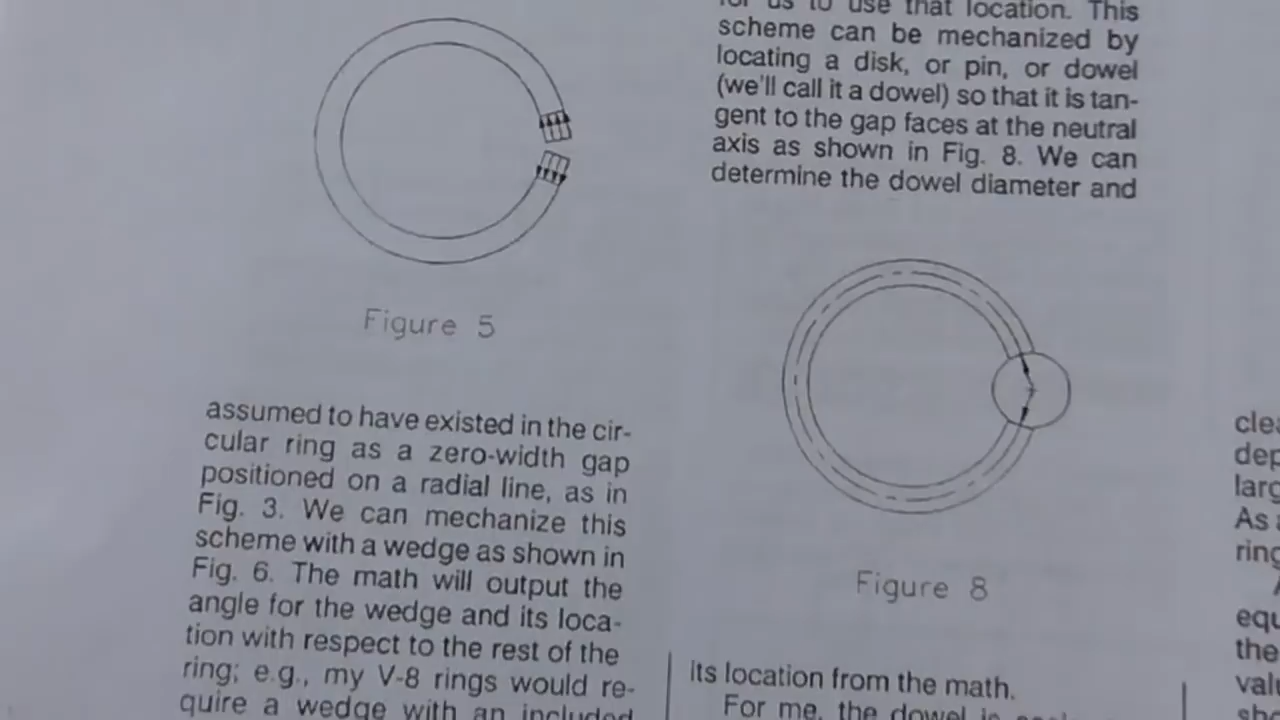 Figure 5
assumed to have existed in the cir-
cular ring as a zero-width gap
positioned on a radial line, as in
Fig. 3. We can mechanize this
scheme with a wedge as shown in
Fig. 6. The math will output the
angle for the wedge and its loca-
tion with respect to the rest of the
ring; e.g., my V-8 rings would re-
quire a wedge with an included
for us to use that location. This
scheme can be mechanized by
locating a disk, or pin, or dowel
(we'll call it a dowel) so that it is tan-
gent to the gap faces at the neutral
axis as shown in Fig. 8. We can
determine the dowel diameter and
Figure 8
its location from the math.
For me, the dowel is
As
the